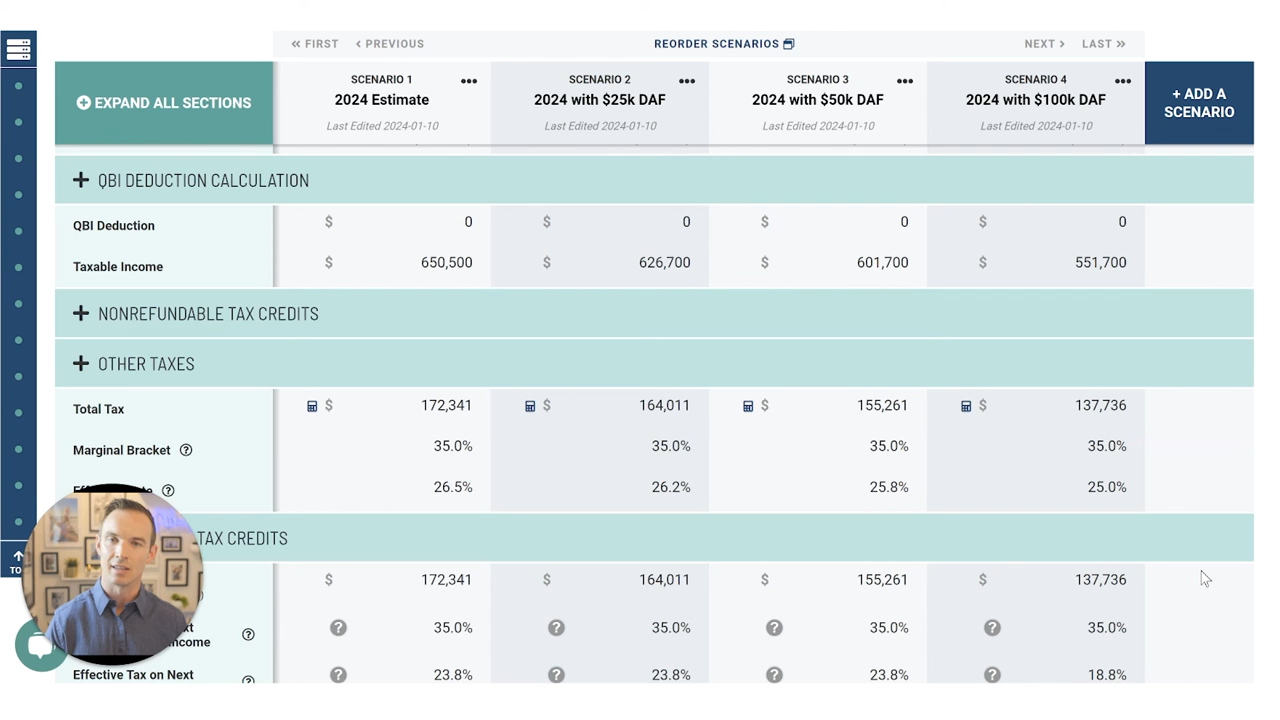 « FIRST ‹ PREVIOUS REORDER SCENARIOS NEXT › LAST »
+ EXPAND ALL SECTIONS
SCENARIO 1 ••• SCENARIO 2 ••• SCENARIO 3 ••• SCENARIO 4 •••
2024 Estimate 2024 with $25k DAF 2024 with $50k DAF 2024 with $100k DAF
Last Edited 2024-01-10 Last Edited 2024-01-10 Last Edited 2024-01-10 Last Edited 2024-01-10
+ ADD A
SCENARIO
+ QBI DEDUCTION CALCULATION
QBI Deduction $ 0 $ 0 $ 0 $ 0
Taxable Income $ 650,500 $ 626,700 $ 601,700 $ 551,700
+ NONREFUNDABLE TAX CREDITS
+ OTHER TAXES
Total Tax $ 172,341 $ 164,011 $ 155,261 $ 137,736
Marginal Bracket ? 35.0% 35.0% 35.0% 35.0%
? 26.5% 26.2% 25.8% 25.0%
TAX CREDITS
TO
$ 172,341 $ 164,011 $ 155,261 $ 137,736
? ? 35.0% ? 35.0% ? 35.0% ? 35.0%
Effective Tax on Next ? 23.8% ? 23.8% ? 23.8% ? 18.8%